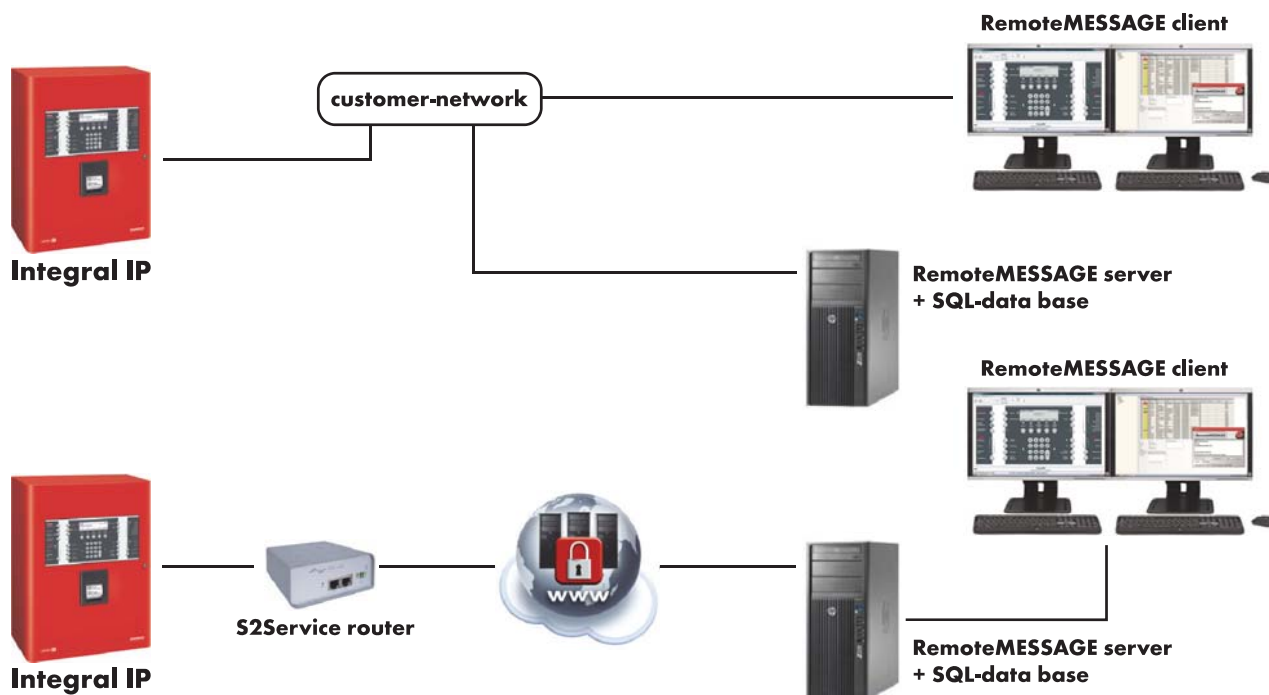 RemoteMESSAGE client
customer-network
Integral IP
RemoteMESSAGE server
+ SQL-data base
RemoteMESSAGE client
www
S2Service router
Integral IP
RemoteMESSAGE server
+ SQL-data base